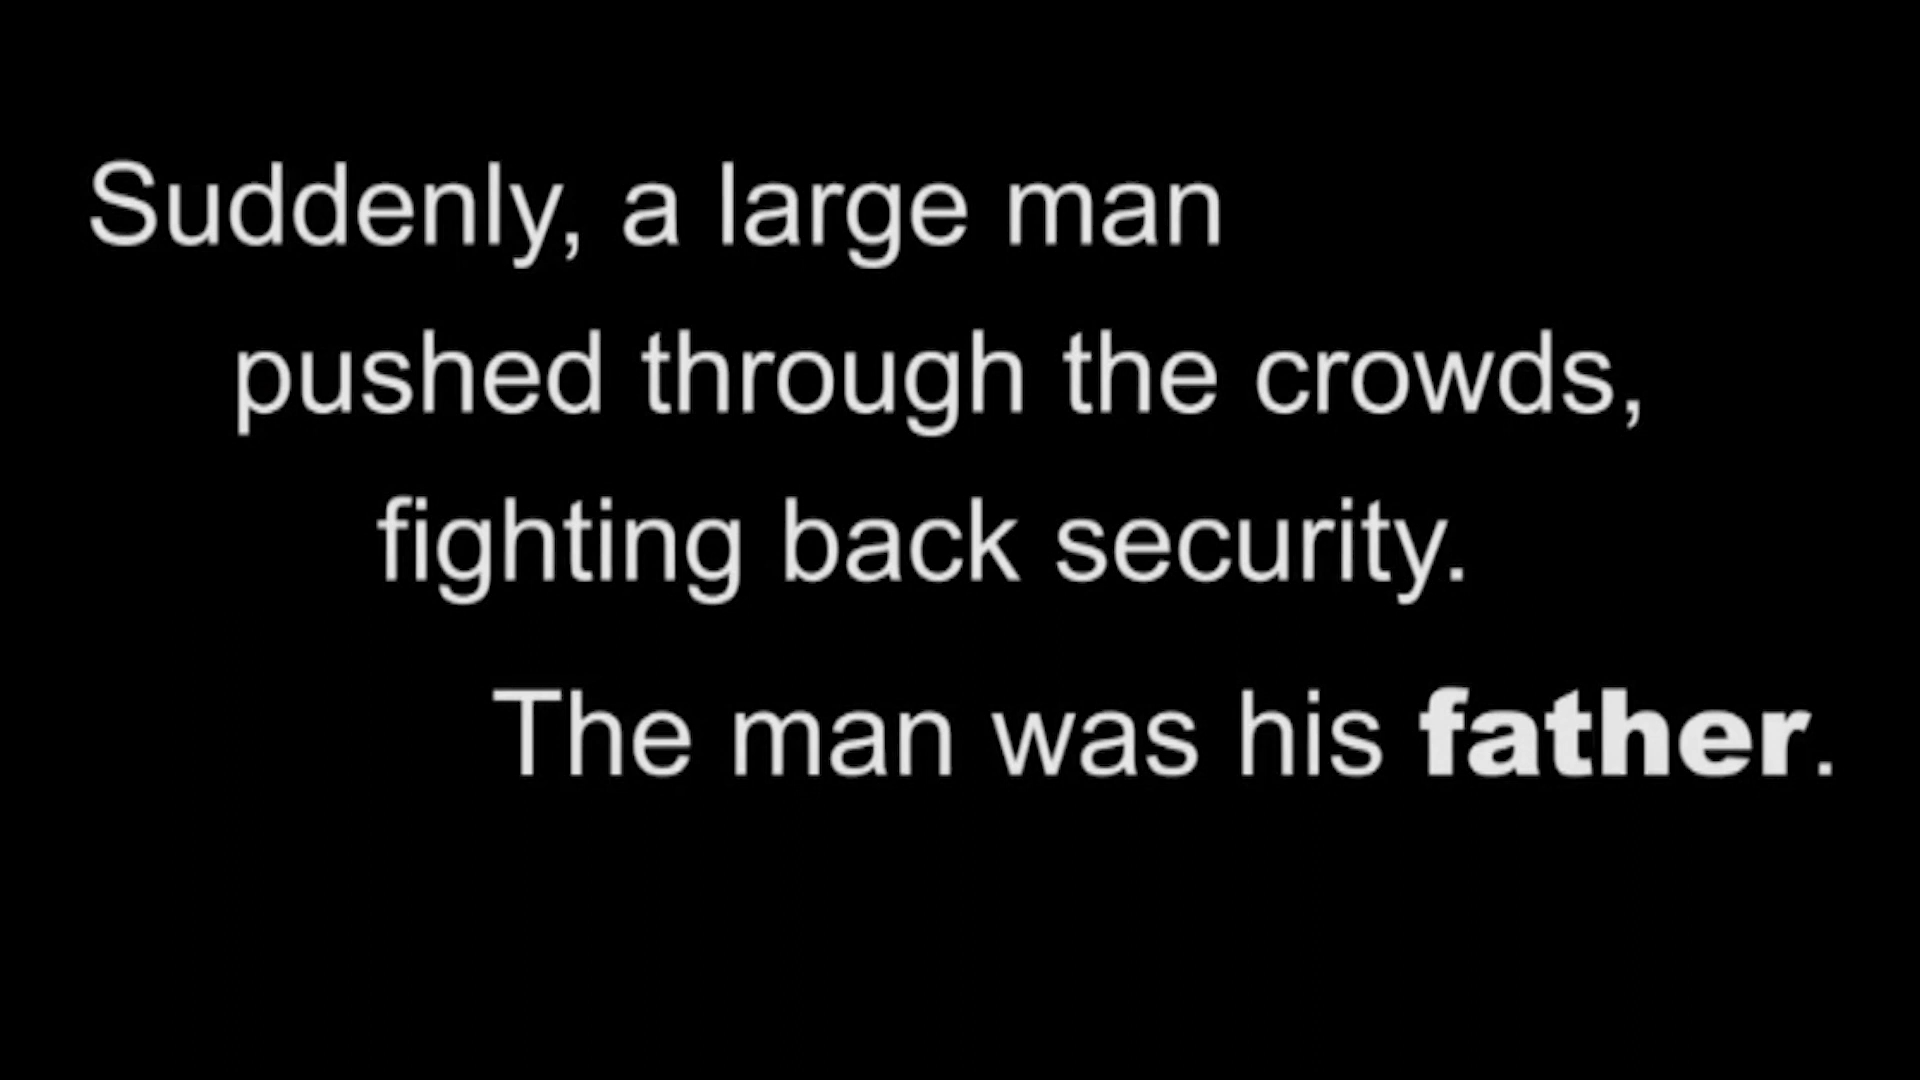 Suddenly, a large man
pushed through the crowds,
fighting back security.
The man was his father.